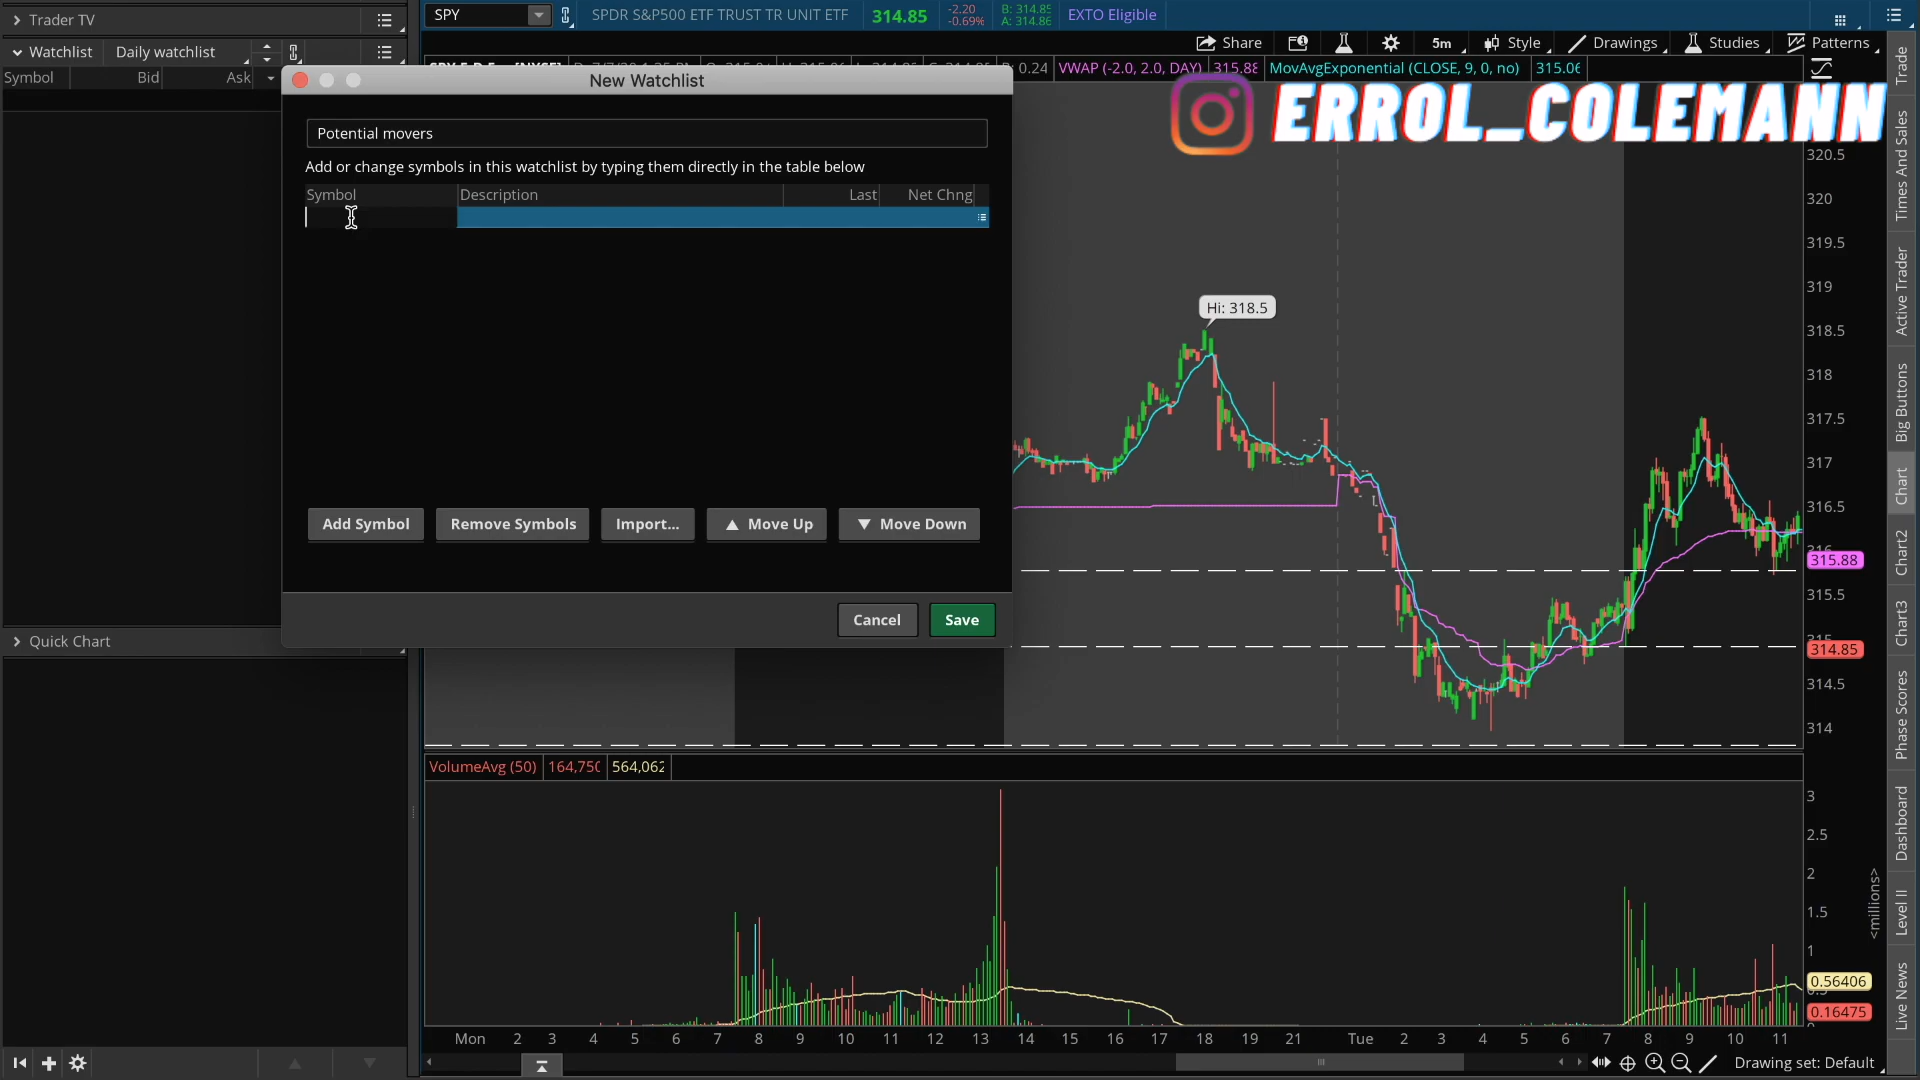 Trader TV
SPY
SPDR S&P500 ETF TRUST TR UNIT ETF
314.85
-2.20
-0.69%
B: 314.85
A: 314.86
EXTO Eligible
Watchlist
Daily watchlist
Share
5m
Style
Drawings
Studies
Patterns
Symbol
Bid
Ask
0.24
VWAP (-2.0, 2.0, DAY)
315.88
MovAvgExponential (CLOSE, 9, 0, no)
315.06
ERROL_COLEMANN
New Watchlist
Potential movers
Add or change symbols in this watchlist by typing them directly in the table below
Symbol
Description
Last
Net Chng
Add Symbol
Remove Symbols
Import...
Move Up
Move Down
Cancel
Save
Hi: 318.5
320.5
320
319.5
319
318.5
318
317.5
317
316.5
315.88
315.5
314.85
314.5
314
Quick Chart
VolumeAvg (50)
164,750
564,062
3
2.5
2
1.5
1
0.56406
0.16475
<millions>
Mon 2 3 4 5 6 7 8 9 10 11 12 13 14 15 16 17 18 19 21 Tue 2 3 4 5 6 7 8 9 10 11
Drawing set: Default
Trade
Times And Sales
Active Trader
Big Buttons
Chart
Chart2
Chart3
Phase Scores
Dashboard
Level II
Live News